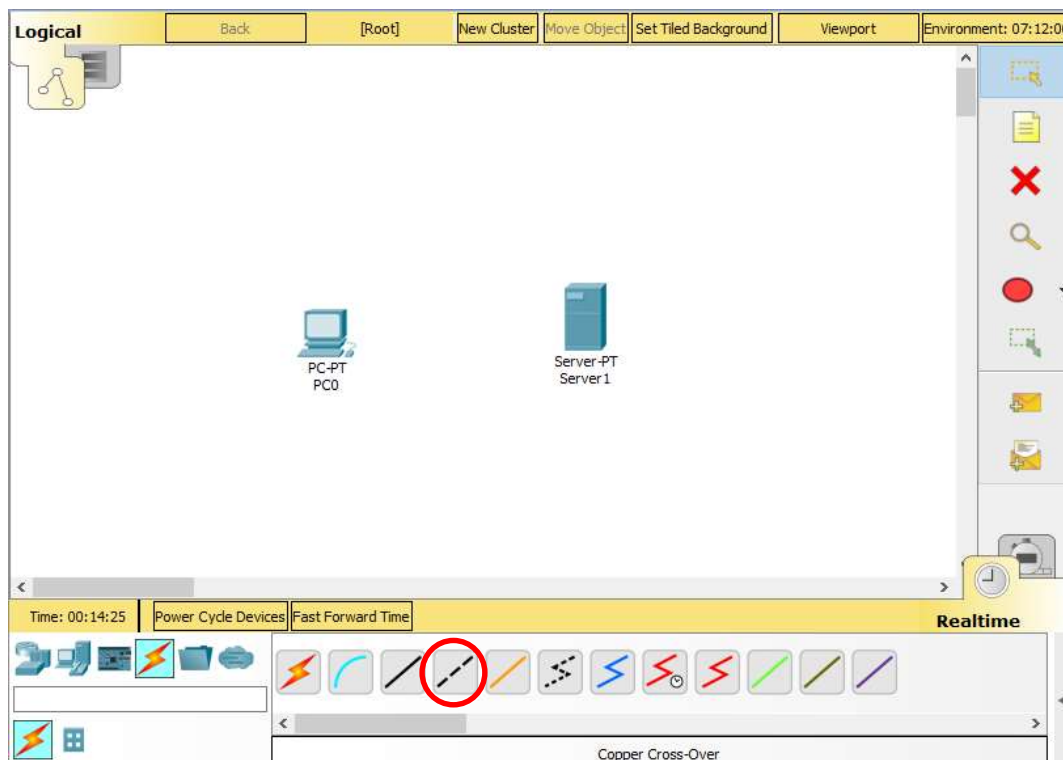 Logical
Back
[Root]
New Cluster
Move Object
Set Tiled Background
Viewport
Environment: 07:12:00
PC-PT
PC0
Server-PT
Server1
Time: 00:14:25
Power Cycle Devices
Fast Forward Time
Realtime
Copper Cross-Over